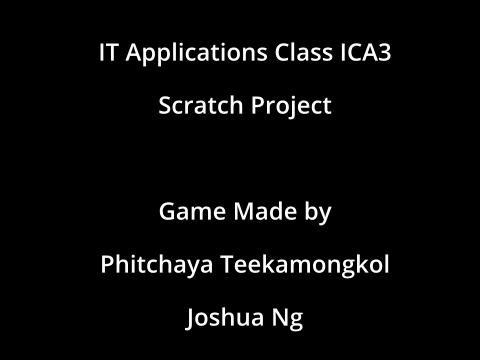 IT Applications Class ICA3
Scratch Project
Game Made by
Phitchaya Teekamongkol
Joshua Ng